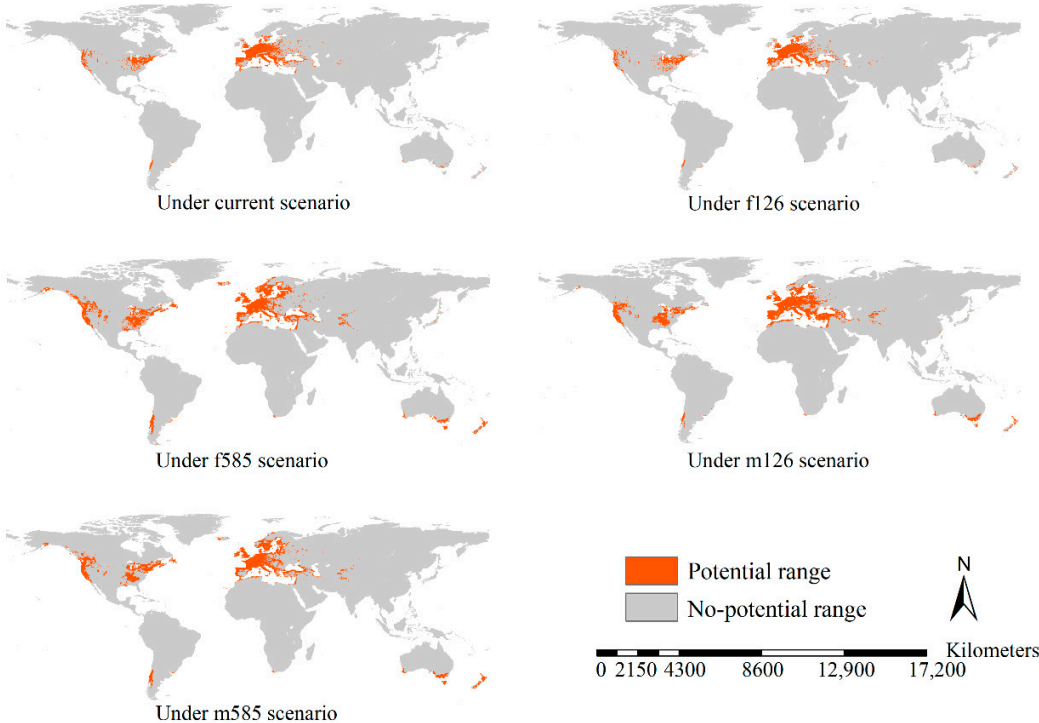 Under current scenario
Under f126 scenario
Under f585 scenario
Under m126 scenario
Under m585 scenario
Potential range
No-potential range
N
Kilometers
0 2150 4300 8600 12,900 17,200